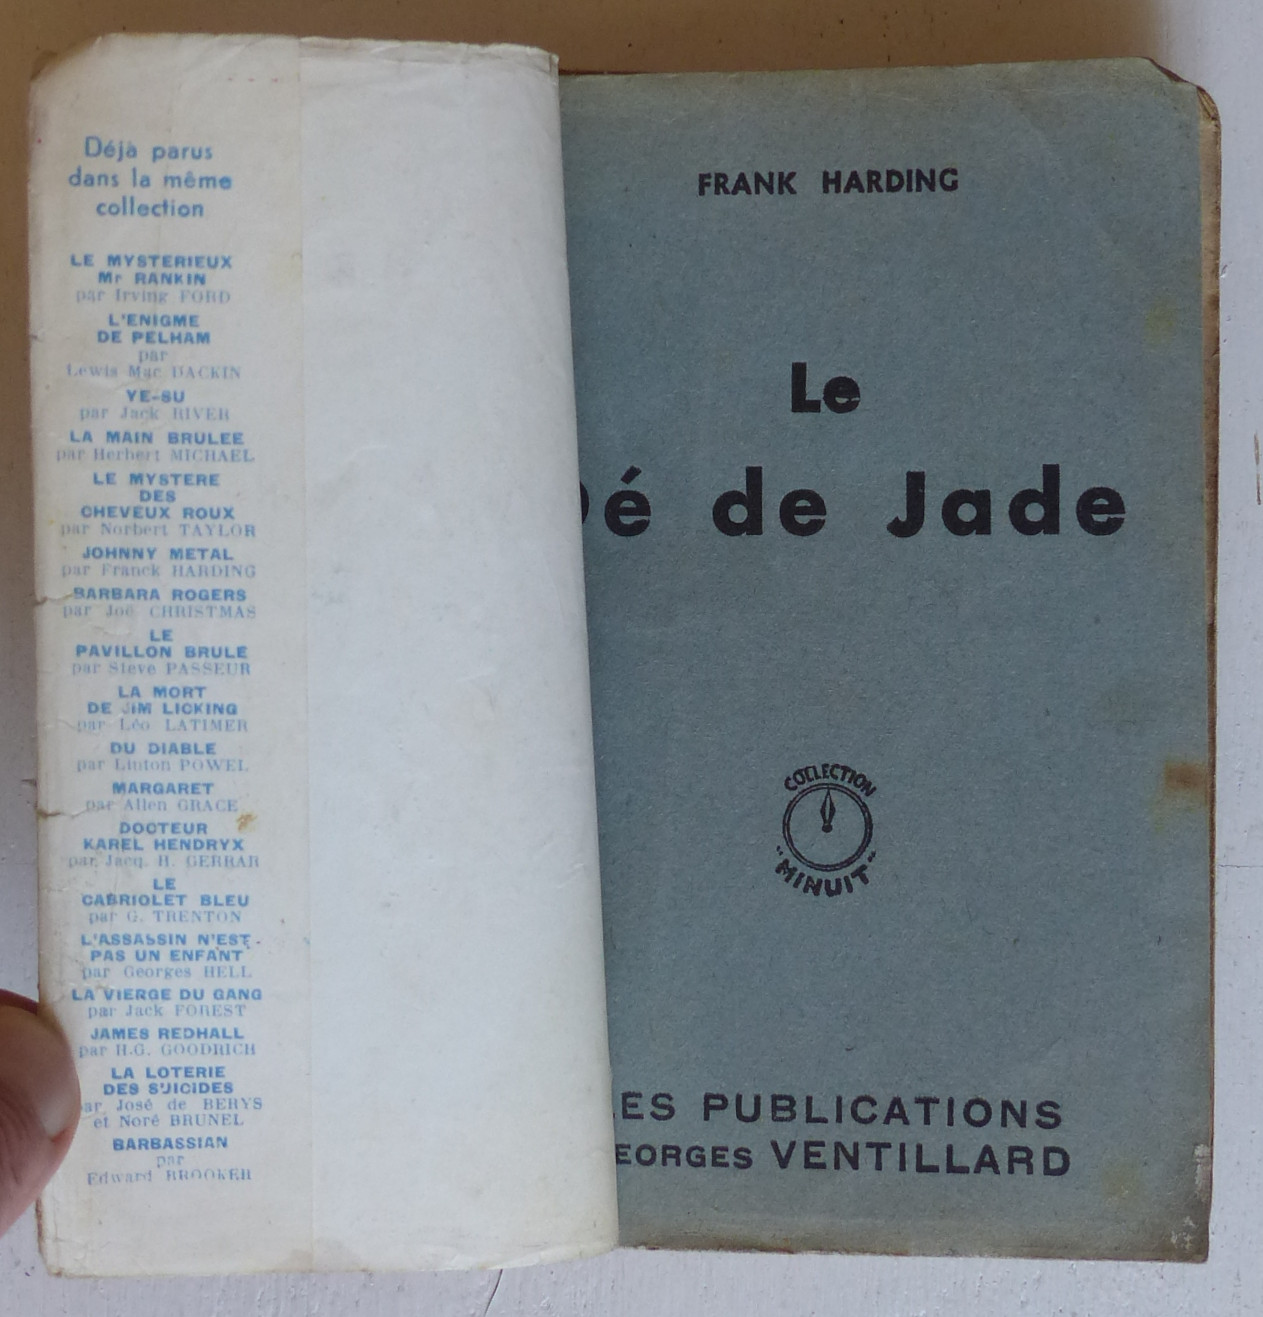 Déjà parus
dans la même
collection
LE MYSTERIEUX
Mr RANKIN
par Irving FORD
L'ENIGME
DE PELHAM
par
Lewis Mac DACKIN
YE-SU
par Jack RIVER
LA MAIN BRULEE
par Herbert MICHAEL
LE MYSTERE
DES
CHEVEUX ROUX
par Norbert TAYLOR
JOHNNY METAL
par Franck HARDING
BARBARA ROGERS
par Joë CHRISTMAS
LE
PAVILLON BRULE
par Steve PASSEUR
LA MORT
DE JIM LICKING
par Léo LATIMER
DU DIABLE
par Linton POWEL
MARGARET
par Allen GRACE
DOCTEUR
KAREL HENDRYX
par Jacq. H. GERRAR
LE
CABRIOLET BLEU
par G. TRENTON
L'ASSASSIN N'EST
PAS UN ENFANT
par Georges HELL
LA VIERGE DU GANG
par Jack FOREST
JAMES REDHALL
par H.G. GOODRICH
LA LOTERIE
DES SUICIDES
ar José de BERYS
et Noré BRUNEL
BARBASSIAN
par
Edward BROOKER
FRANK HARDING
Le
é de Jade
COLLECTION
"MINUIT"
ES PUBLICATIONS
EORGES VENTILLARD